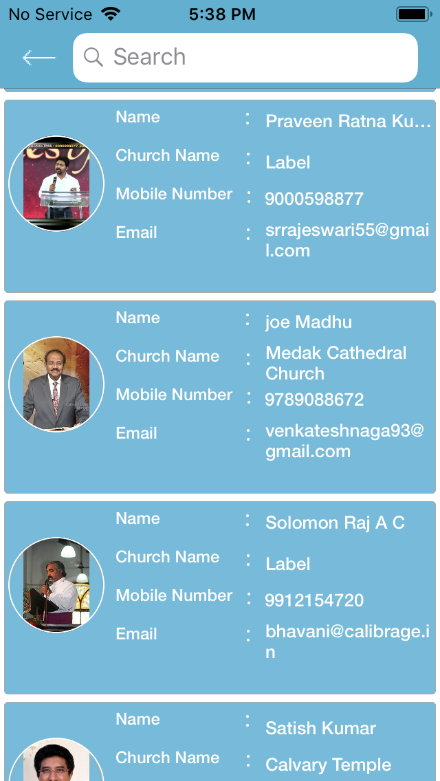 No Service 5:38 PM
Search
Name : Praveen Ratna Ku...
Church Name : Label
Mobile Number : 9000598877
Email : srrajeswari55@gmai
l.com
Name : joe Madhu
Church Name : Medak Cathedral
Church
Mobile Number : 9789088672
Email : venkateshnaga93@
gmail.com
Name : Solomon Raj A C
Church Name : Label
Mobile Number : 9912154720
Email : bhavani@calibrage.i
n
Name : Satish Kumar
Church Name : Calvary Temple